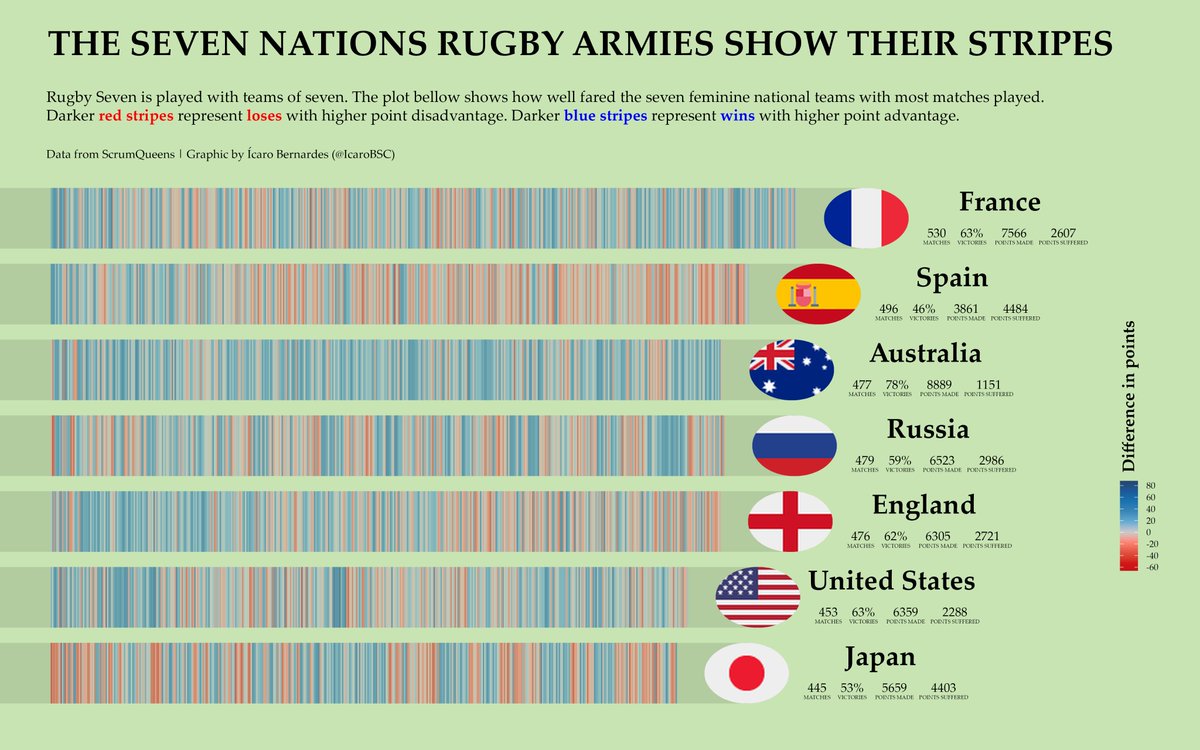 THE SEVEN NATIONS RUGBY ARMIES SHOW THEIR STRIPES
Rugby Seven is played with teams of seven. The plot bellow shows how well fared the seven feminine national teams with most matches played.
Darker red stripes represent loses with higher point disadvantage. Darker blue stripes represent wins with higher point advantage.
Data from ScrumQueens | Graphic by Ícaro Bernardes (@IcaroBSC)
France
530 63% 7566 2607
MATCHES VICTORIES POINTS MADE POINTS SUFFERED
Spain
496 46% 3861 4484
MATCHES VICTORIES POINTS MADE POINTS SUFFERED
Australia
477 78% 8889 1151
MATCHES VICTORIES POINTS MADE POINTS SUFFERED
Russia
479 59% 6523 2986
MATCHES VICTORIES POINTS MADE POINTS SUFFERED
England
476 62% 6305 2721
MATCHES VICTORIES POINTS MADE POINTS SUFFERED
United States
453 63% 6359 2288
MATCHES VICTORIES POINTS MADE POINTS SUFFERED
Japan
445 53% 5659 4403
MATCHES VICTORIES POINTS MADE POINTS SUFFERED
Difference in points
80
60
40
20
0
-20
-40
-60